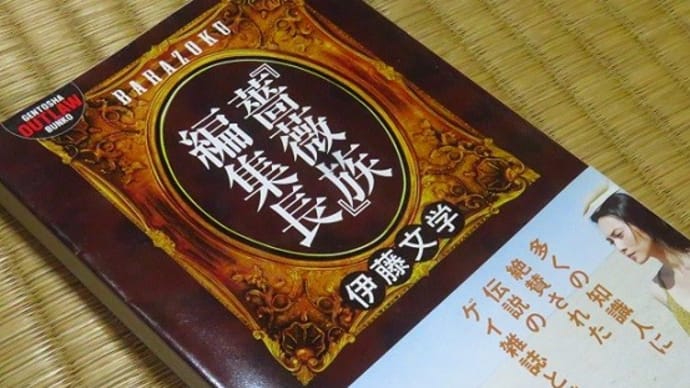 GENTOSHA
OUTLAW
BUNKO
BARAZOKU
『薔薇族』
編集長
伊藤文学
多くの知識人に
絶賛された
伝説の
ゲイ雑誌と